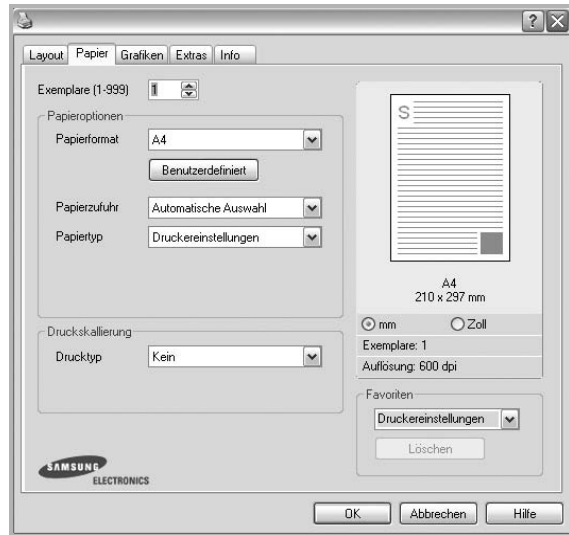 Layout Papier Grafiken Extras Info
Exemplare (1-999) 1
Papieroptionen
Papierformat A4
Benutzerdefiniert
Papierzufuhr Automatische Auswahl
Papiertyp Druckereinstellungen
Druckskallierung
Drucktyp Kein
SAMSUNG
ELECTRONICS
S
A4
210 x 297 mm
mm Zoll
Exemplare: 1
Auflösung: 600 dpi
Favoriten
Druckereinstellungen
Löschen
OK Abbrechen Hilfe